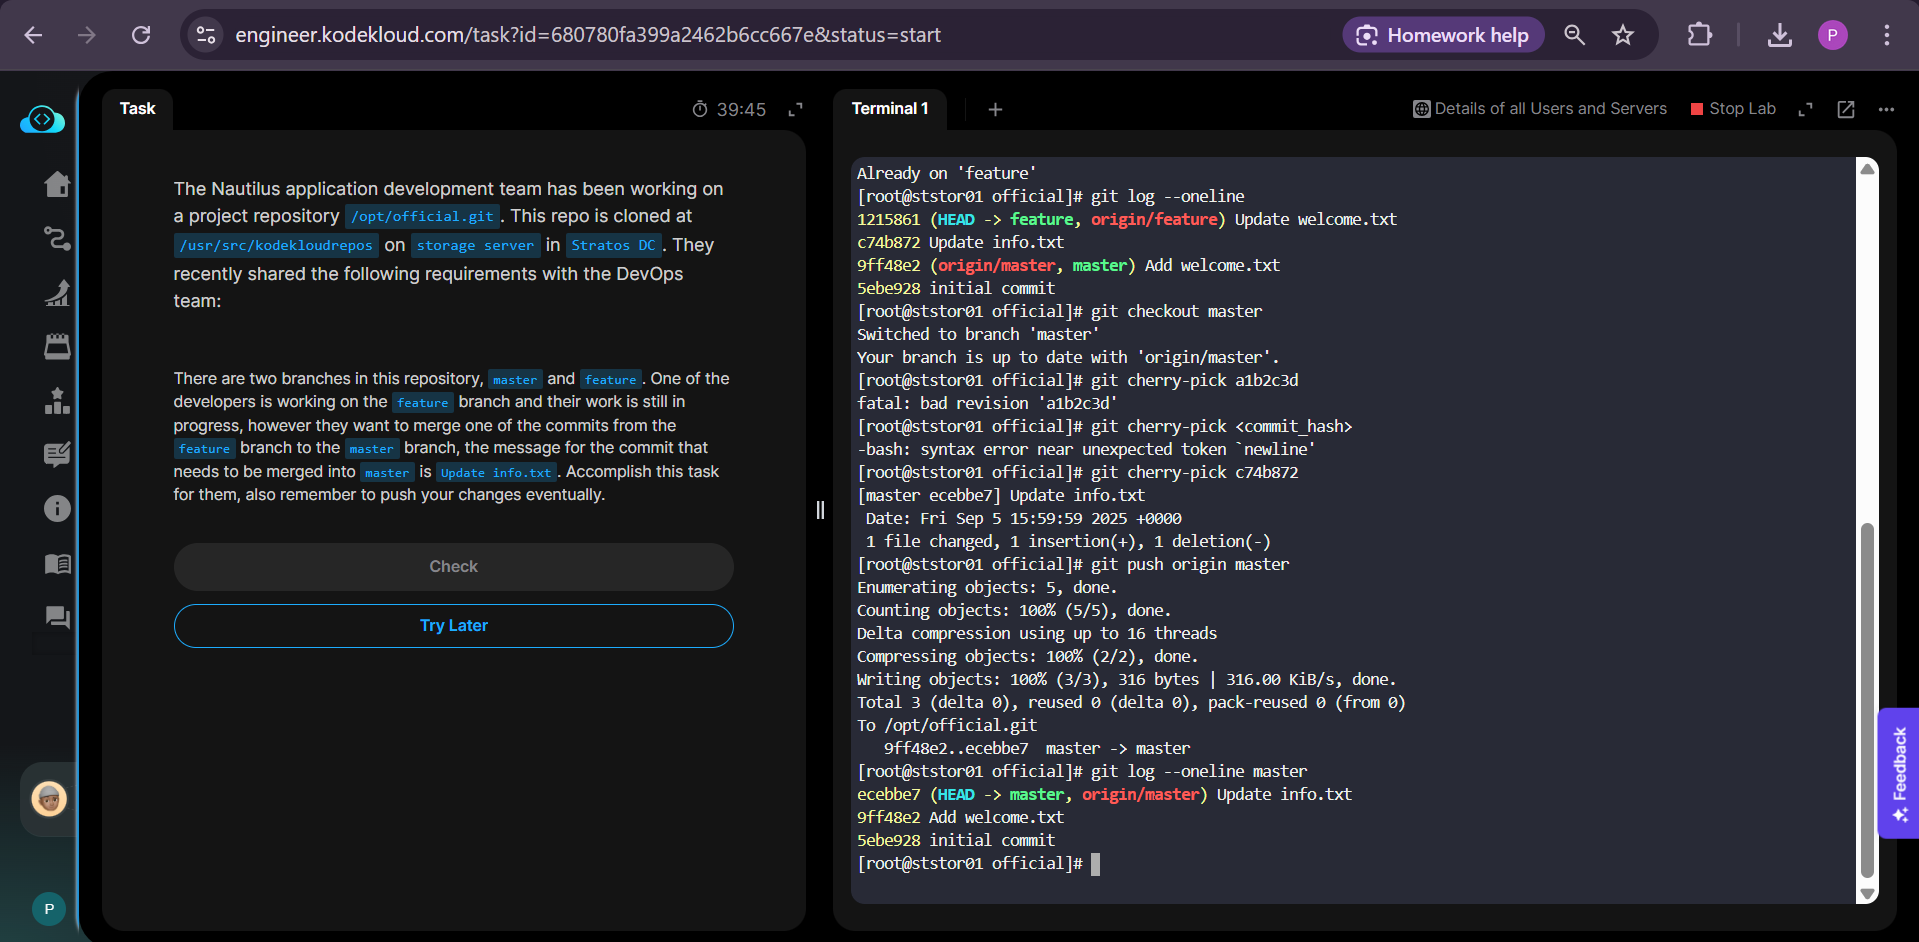 engineer.kodekloud.com/task?id=680780fa399a2462b6cc667e&status=start
Homework help
P
Task
39:45
The Nautilus application development team has been working on
a project repository /opt/official.git. This repo is cloned at
/usr/src/kodekloudrepos on storage server in Stratos DC. They
recently shared the following requirements with the DevOps
team:
There are two branches in this repository, master and feature. One of the
developers is working on the feature branch and their work is still in
progress, however they want to merge one of the commits from the
feature branch to the master branch, the message for the commit that
needs to be merged into master is Update info.txt. Accomplish this task
for them, also remember to push your changes eventually.
Check
Try Later
P
Terminal 1
+
Details of all Users and Servers
Stop Lab
Already on 'feature'
[root@ststor01 official]# git log --oneline
1215861 (HEAD -> feature, origin/feature) Update welcome.txt
c74b872 Update info.txt
9ff48e2 (origin/master, master) Add welcome.txt
5ebe928 initial commit
[root@ststor01 official]# git checkout master
Switched to branch 'master'
Your branch is up to date with 'origin/master'.
[root@ststor01 official]# git cherry-pick a1b2c3d
fatal: bad revision 'a1b2c3d'
[root@ststor01 official]# git cherry-pick <commit_hash>
-bash: syntax error near unexpected token `newline'
[root@ststor01 official]# git cherry-pick c74b872
[master ecebbe7] Update info.txt
Date: Fri Sep 5 15:59:59 2025 +0000
1 file changed, 1 insertion(+), 1 deletion(-)
[root@ststor01 official]# git push origin master
Enumerating objects: 5, done.
Counting objects: 100% (5/5), done.
Delta compression using up to 16 threads
Compressing objects: 100% (2/2), done.
Writing objects: 100% (3/3), 316 bytes | 316.00 KiB/s, done.
Total 3 (delta 0), reused 0 (delta 0), pack-reused 0 (from 0)
To /opt/official.git
9ff48e2..ecebbe7  master -> master
[root@ststor01 official]# git log --oneline master
ecebbe7 (HEAD -> master, origin/master) Update info.txt
9ff48e2 Add welcome.txt
5ebe928 initial commit
[root@ststor01 official]#
Feedback